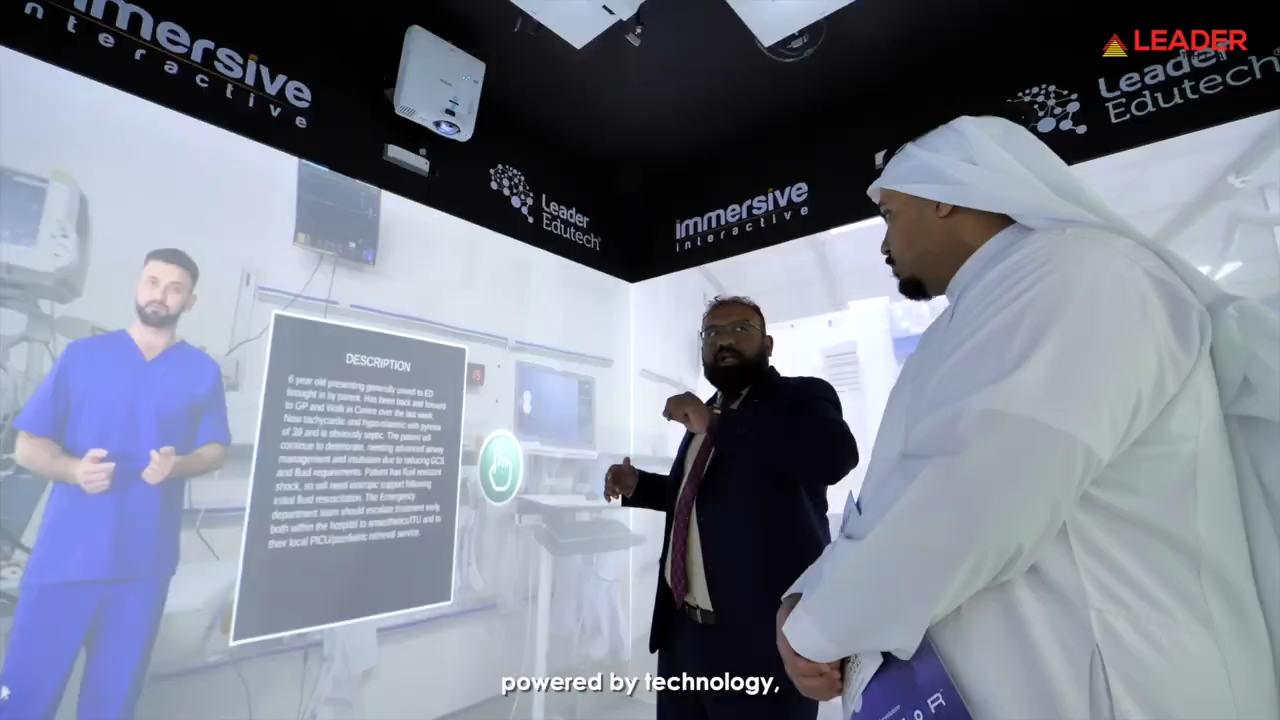 immersive
interactive
LEADER
Leader
Edutech
Leader
Edutech
immersive
interactive
DESCRIPTION
6 year old presenting generally unwell to ED
brought in by parent. Has been back and forward
to GP and Walk in Centre over the last week.
Now tachycardic and hypovolaemic with pyrexia
of 39 and is obviously septic. The patient will
continue to deteriorate, needing advanced airway
management and intubation due to reducing GCS
and fluid requirements. Patient has fluid resistant
shock, so will need inotropic support following
initial fluid resuscitation. The Emergency
department team should escalate treatment early,
both within the hospital to anaesthetics/ITU and to
their local PICU/paediatric retrieval service.
powered by technology,